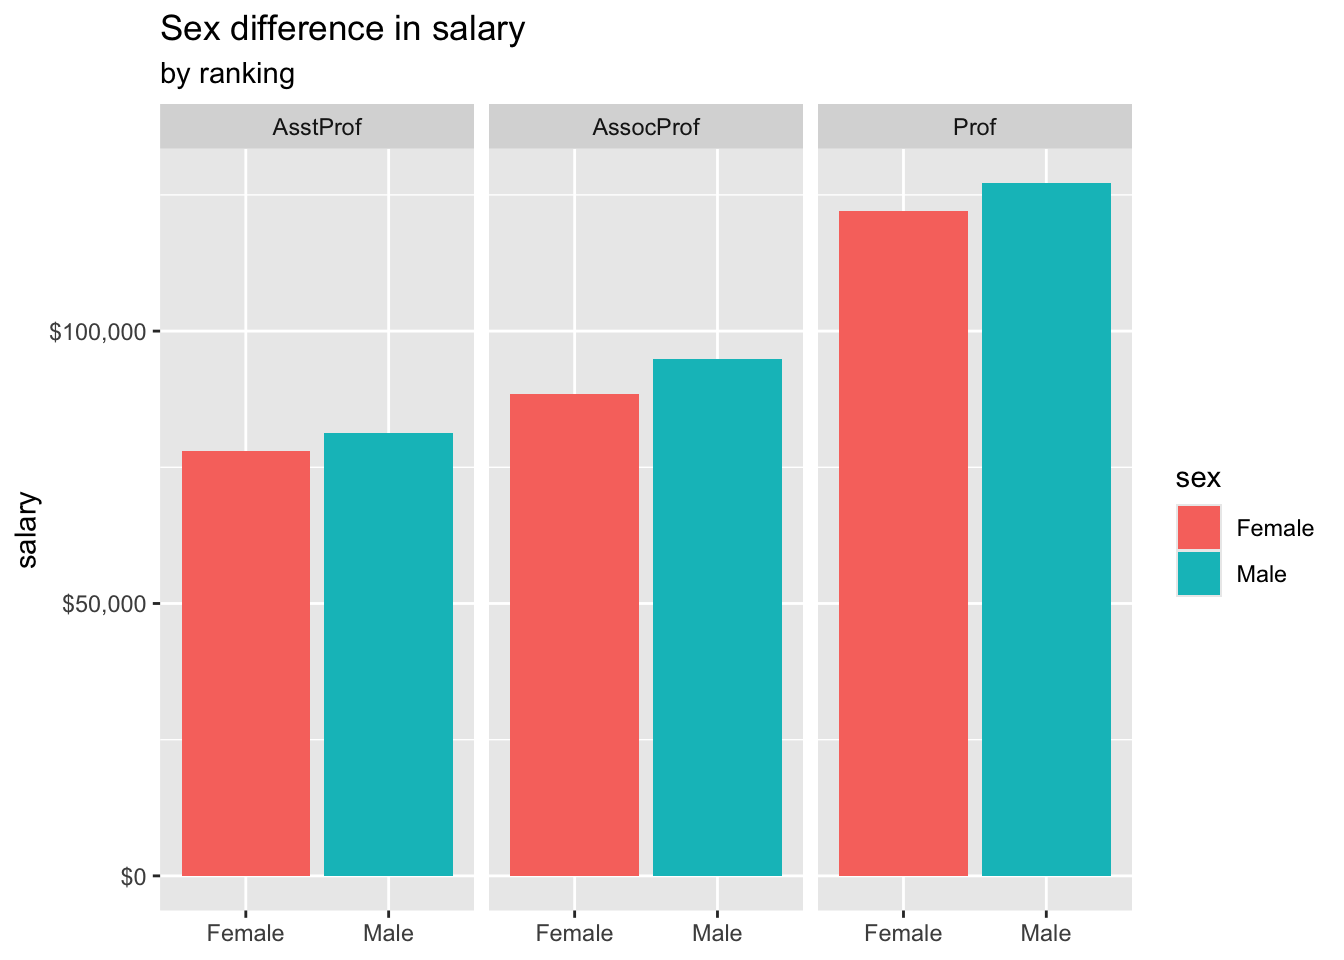 Sex difference in salary
by ranking
AsstProf
AssocProf
Prof
$100,000
$50,000
$0
salary
Female
Male
Female
Male
Female
Male
sex
Female
Male